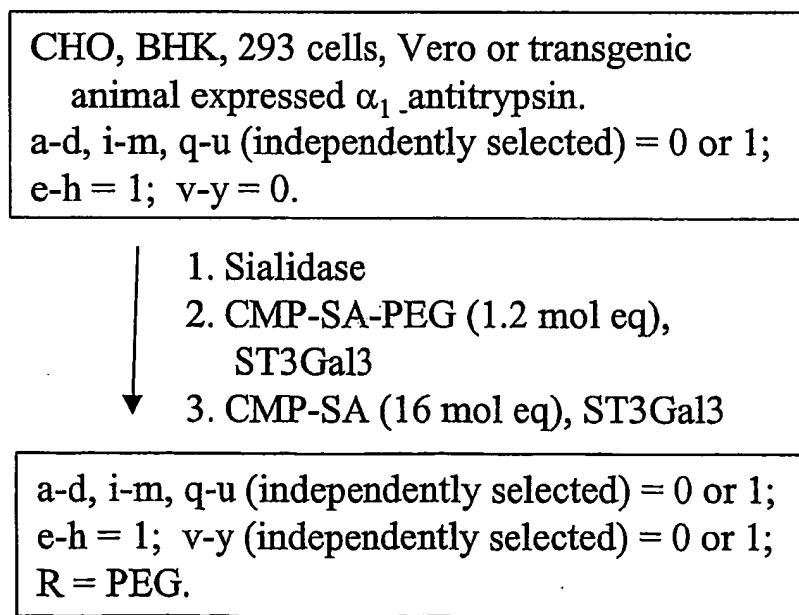 CHO, BHK, 293 cells, Vero or transgenic
animal expressed α₁ antitrypsin.
a-d, i-m, q-u (independently selected) = 0 or 1;
e-h = 1; v-y = 0.
1. Sialidase
2. CMP-SA-PEG (1.2 mol eq),
ST3Gal3
3. CMP-SA (16 mol eq), ST3Gal3
a-d, i-m, q-u (independently selected) = 0 or 1;
e-h = 1; v-y (independently selected) = 0 or 1;
R = PEG.